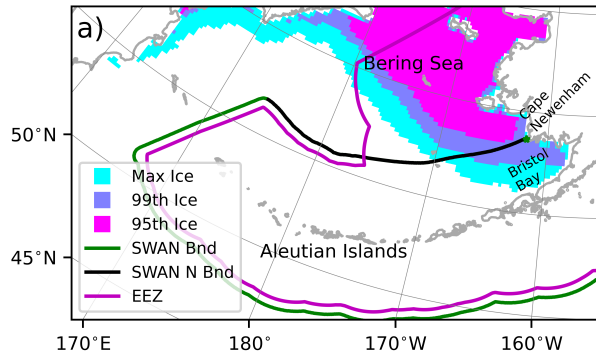 a)
Bering Sea
Cape
Newenham
Bristol
Bay
50°N
45°N
Max Ice
99th Ice
95th Ice
SWAN Bnd
SWAN N Bnd
EEZ
Aleutian Islands
170°E
180°
170°W
160°W